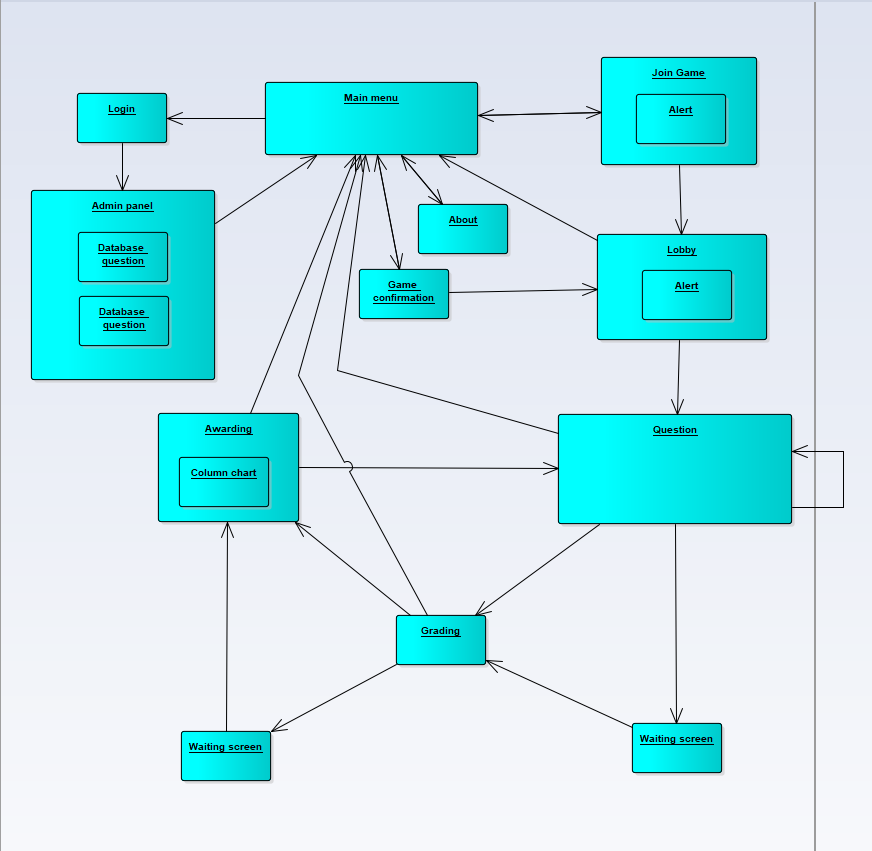 Join Game
Login
Main menu
Alert
Admin panel
About
Database
question
Lobby
Game
confirmation
Alert
Database
question
Awarding
Question
Column chart
Grading
Waiting screen
Waiting screen